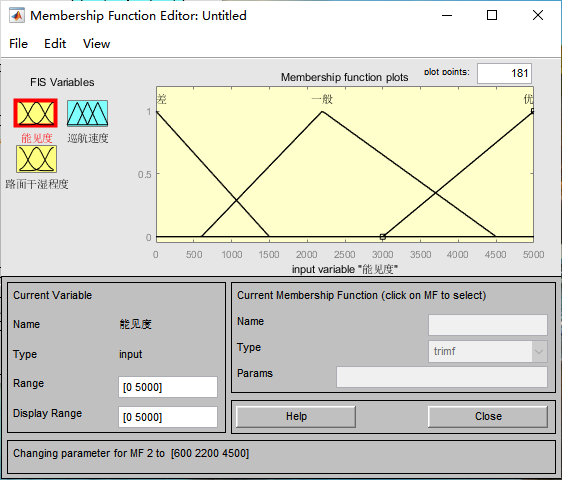 Membership Function Editor: Untitled
File Edit View
FIS Variables
Membership function plots
plot points: 181
能见度
巡航速度
路面干湿程度
差 一般 优
1
0.5
0
0 500 1000 1500 2000 2500 3000 3500 4000 4500 5000
input variable "能见度"
Current Variable
Name 能见度
Type input
Range [0 5000]
Display Range [0 5000]
Current Membership Function (click on MF to select)
Name
Type trimf
Params
Help Close
Changing parameter for MF 2 to [600 2200 4500]